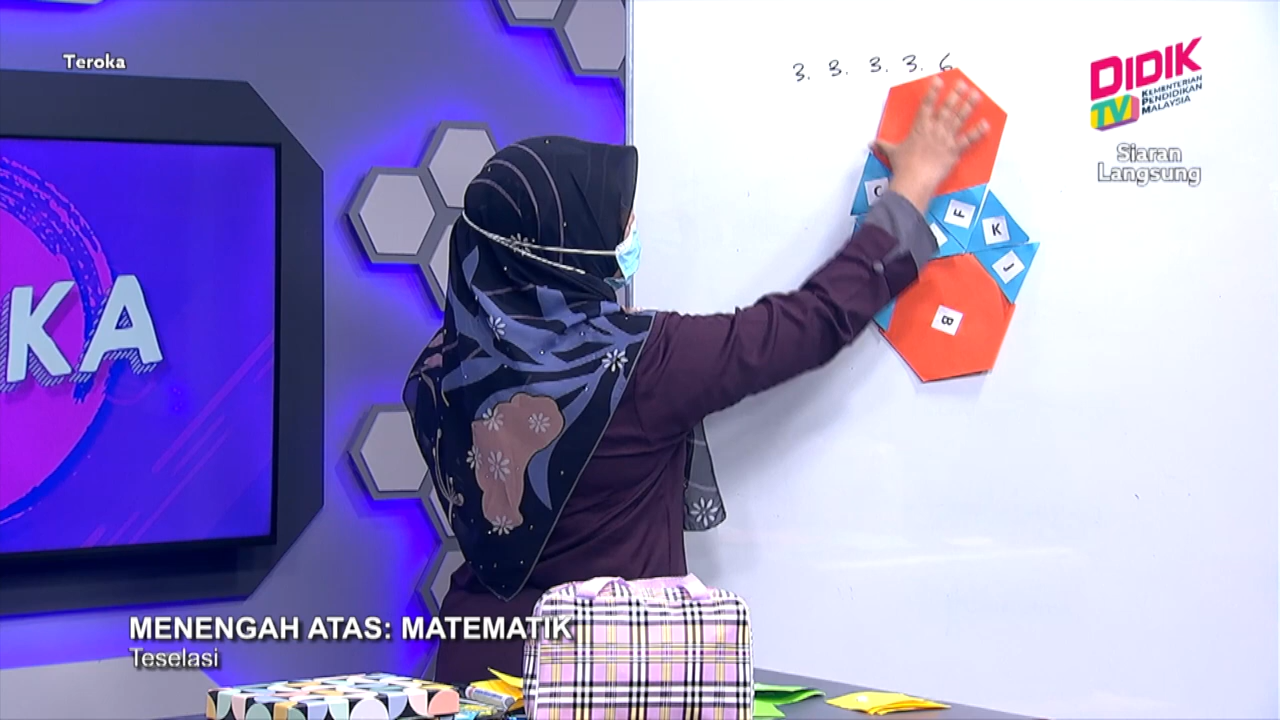 Teroka
3. 3. 3. 3. 6
DIDIK
TV
KEMENTERIAN
PENDIDIKAN
MALAYSIA
Siaran
Langsung
C
F
K
J
B
KA
MENENGAH ATAS: MATEMATIK
Teselasi